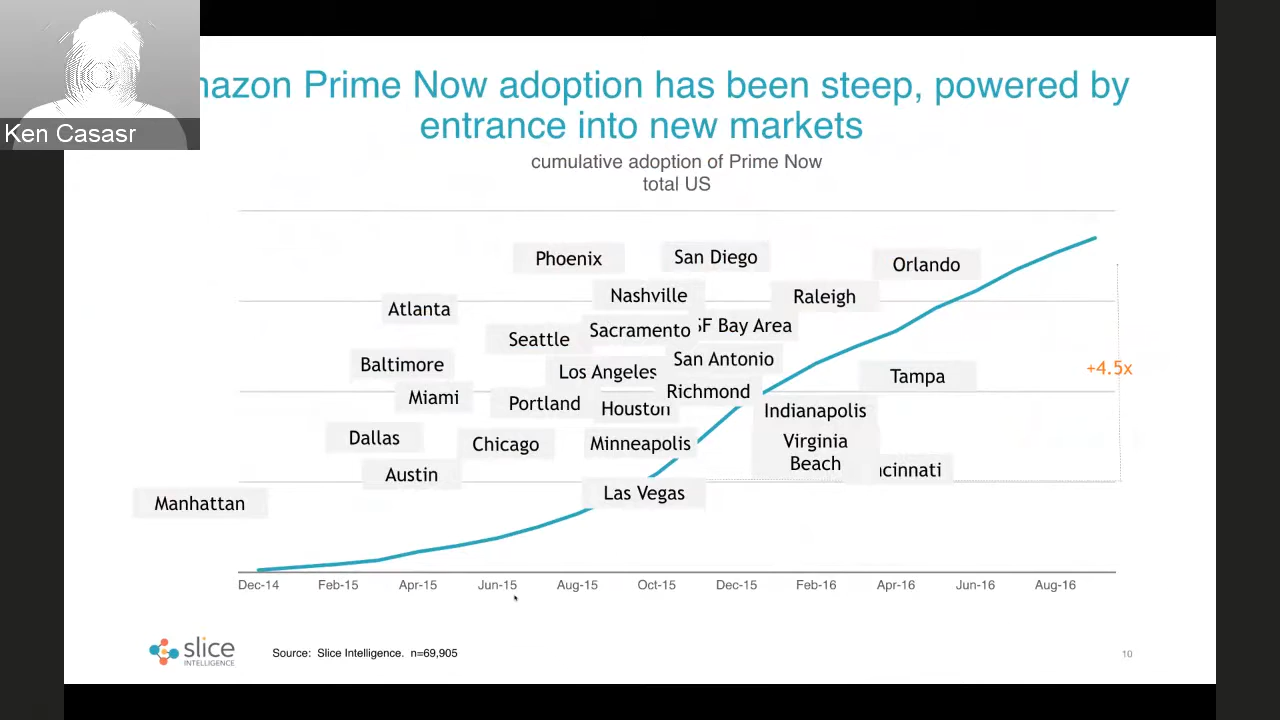 Ken Casasr
mazon Prime Now adoption has been steep, powered by
entrance into new markets
cumulative adoption of Prime Now
total US
Phoenix
San Diego
Orlando
Nashville
Raleigh
Atlanta
Seattle
Sacramento
SF Bay Area
Baltimore
Los Angeles
San Antonio
+4.5x
Tampa
Miami
Portland
Houston
Richmond
Indianapolis
Dallas
Chicago
Minneapolis
Virginia
Beach
Austin
cinnati
Manhattan
Las Vegas
Dec-14 Feb-15 Apr-15 Jun-15 Aug-15 Oct-15 Dec-15 Feb-16 Apr-16 Jun-16 Aug-16
slice
INTELLIGENCE
Source: Slice Intelligence. n=69,905
10